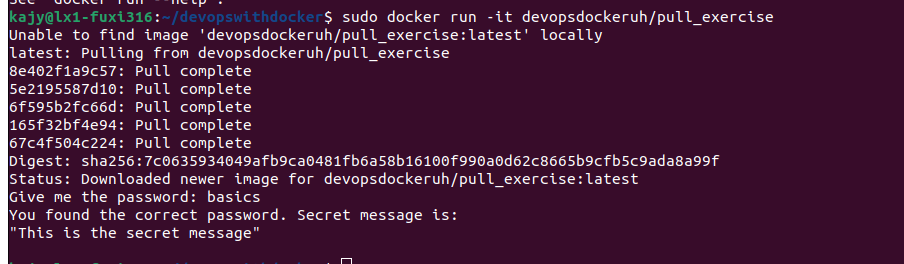 See 'docker run --help'.
kajy@lx1-fuxi316:~/devopswithdocker$ sudo docker run -it devopsdockeruh/pull_exercise
Unable to find image 'devopsdockeruh/pull_exercise:latest' locally
latest: Pulling from devopsdockeruh/pull_exercise
8e402f1a9c57: Pull complete
5e2195587d10: Pull complete
6f595b2fc66d: Pull complete
165f32bf4e94: Pull complete
67c4f504c224: Pull complete
Digest: sha256:7c0635934049afb9ca0481fb6a58b16100f990a0d62c8665b9cfb5c9ada8a99f
Status: Downloaded newer image for devopsdockeruh/pull_exercise:latest
Give me the password: basics
You found the correct password. Secret message is:
"This is the secret message"